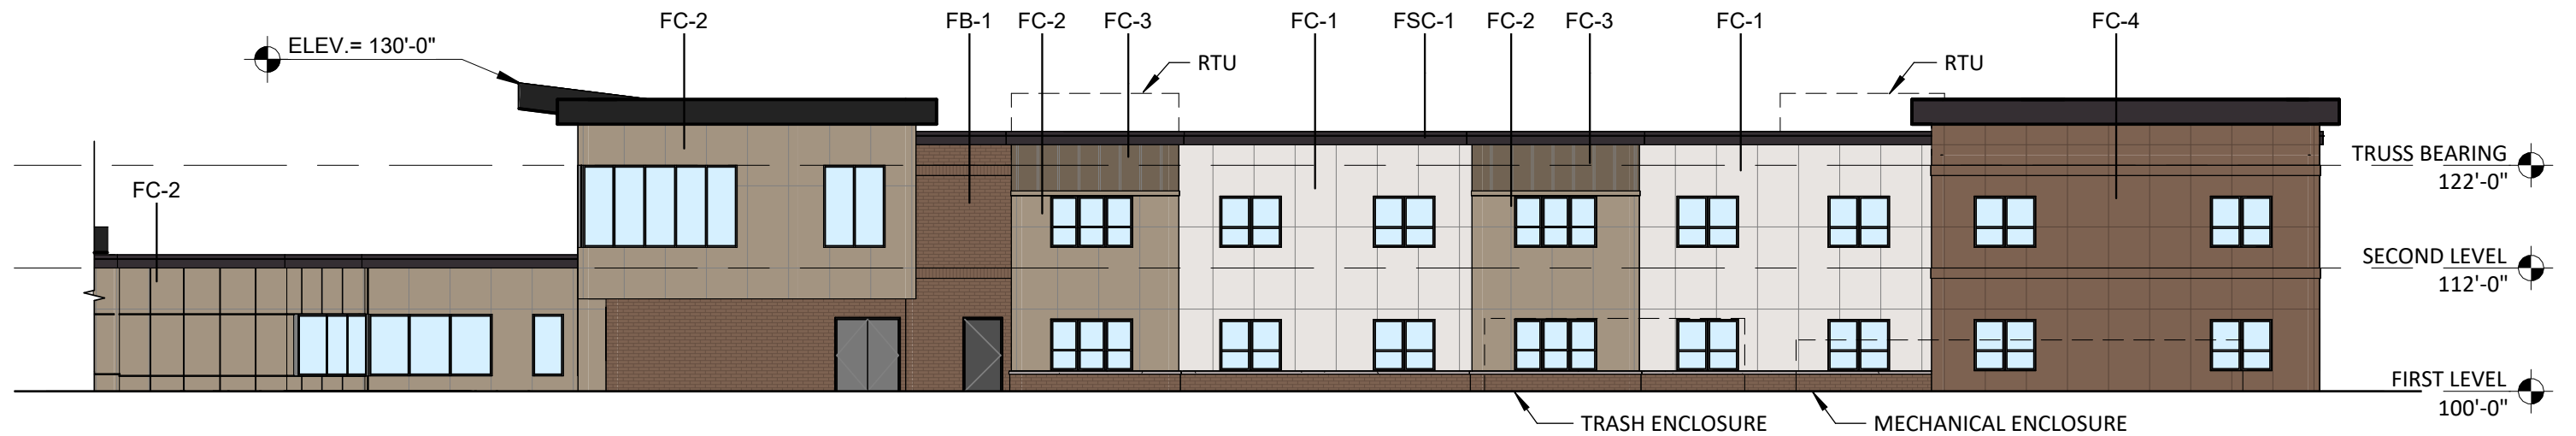 FC-2
FB-1
FC-2
FC-3
FC-1
FSC-1
FC-2
FC-3
FC-1
FC-4
ELEV.= 130'-0"
RTU
RTU
TRUSS BEARING
122'-0"
FC-2
SECOND LEVEL
112'-0"
FIRST LEVEL
100'-0"
TRASH ENCLOSURE
MECHANICAL ENCLOSURE